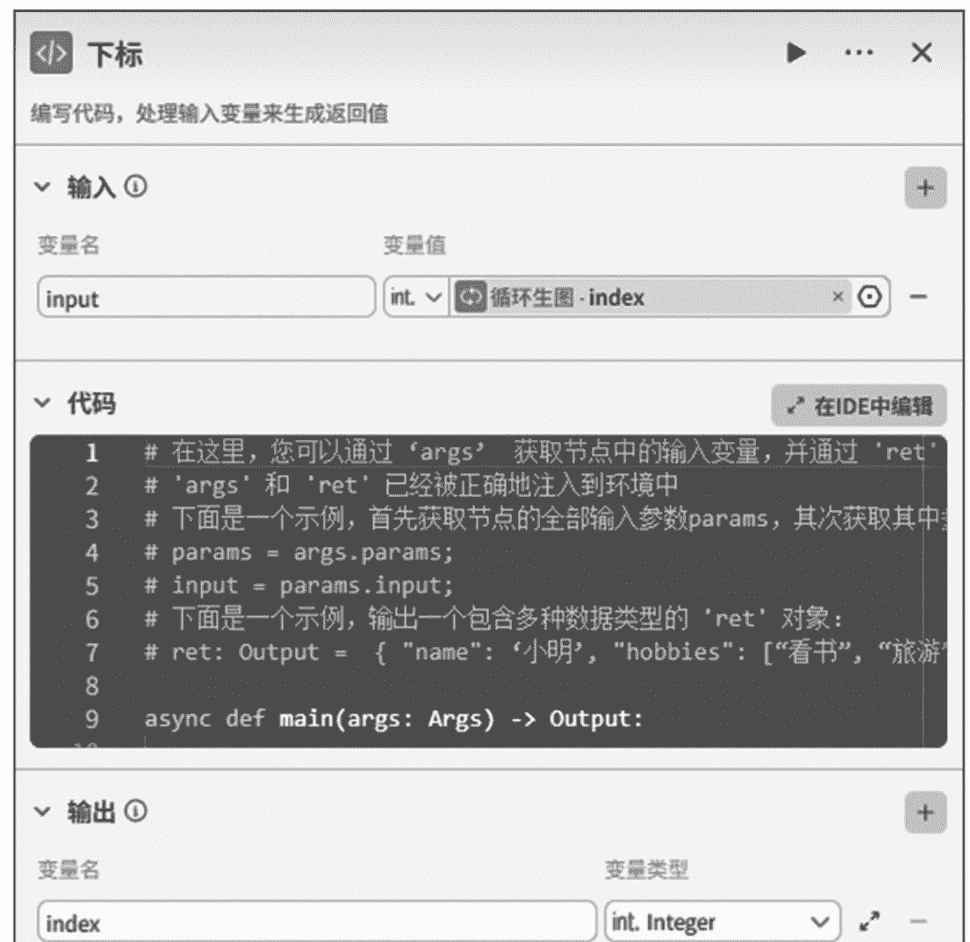 下标
编写代码，处理输入变量来生成返回值
输入
变量名 变量值
input int. 循环生图 - index
代码 在IDE中编辑
1 # 在这里，您可以通过 ‘args’ 获取节点中的输入变量，并通过 'ret'
2 # 'args' 和 'ret' 已经被正确地注入到环境中
3 # 下面是一个示例，首先获取节点的全部输入参数params，其次获取其中
4 # params = args.params;
5 # input = params.input;
6 # 下面是一个示例，输出一个包含多种数据类型的 'ret' 对象：
7 # ret: Output = { "name": ‘小明’, "hobbies": [“看书”, “旅游”
8
9 async def main(args: Args) -> Output:
输出
变量名 变量类型
index int. Integer